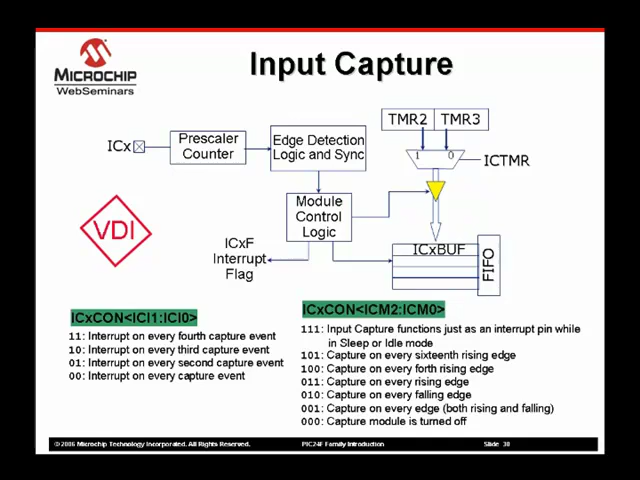 MICROCHIP
WebSeminars
Input Capture
TMR2 TMR3
ICx
Prescaler
Counter
Edge Detection
Logic and Sync
1 0
ICTMR
Module
Control
Logic
VDI
ICxF
Interrupt
Flag
ICxBUF
FIFO
ICxCON<ICI1:ICI0>
11: Interrupt on every fourth capture event
10: Interrupt on every third capture event
01: Interrupt on every second capture event
00: Interrupt on every capture event
ICxCON<ICM2:ICM0>
111: Input Capture functions just as an interrupt pin while
in Sleep or Idle mode
101: Capture on every sixteenth rising edge
100: Capture on every forth rising edge
011: Capture on every rising edge
010: Capture on every falling edge
001: Capture on every edge (both rising and falling)
000: Capture module is turned off
© 2006 Microchip Technology Incorporated. All Rights Reserved. PIC24F Family Introduction Slide 30